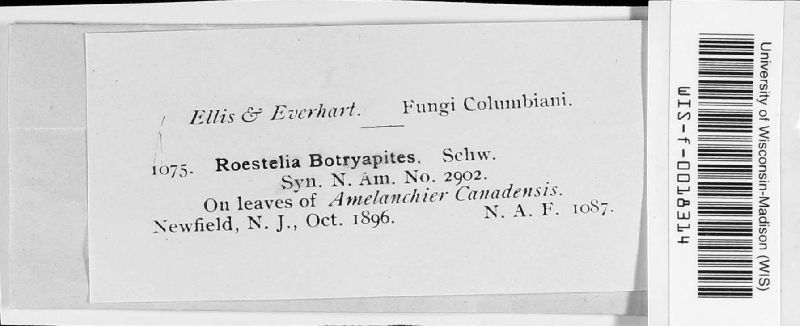 Ellis & Everhart. Fungi Columbiani.
1075. Roestelia Botryapites, Schw.
Syn. N. Am. No. 2902.
On leaves of Amelanchier Canadensis.
Newfield, N. J., Oct. 1896. N. A. F. 1087.
University of Wisconsin-Madison (WIS)
WIS-f-0018314